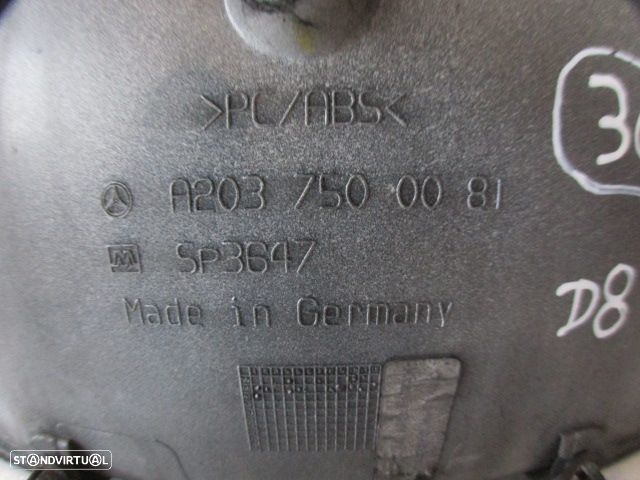 >PC/ABS<
A203 750 00 81
SP3647
Made in Germany
D8
STANDVIRTUAL